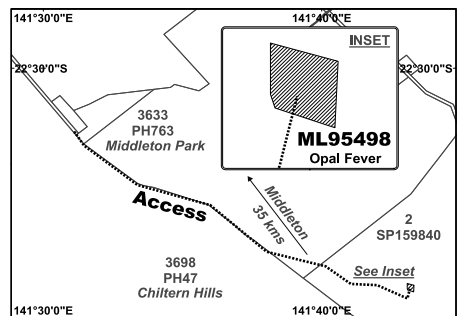 141°30'0"E
141°40'0"E
22°30'0"S
22°30'0"S
INSET
ML95498
Opal Fever
3633
PH763
Middleton Park
Access
Middleton
35 kms
2
SP159840
3698
PH47
Chiltern Hills
See Inset
141°30'0"E
141°40'0"E